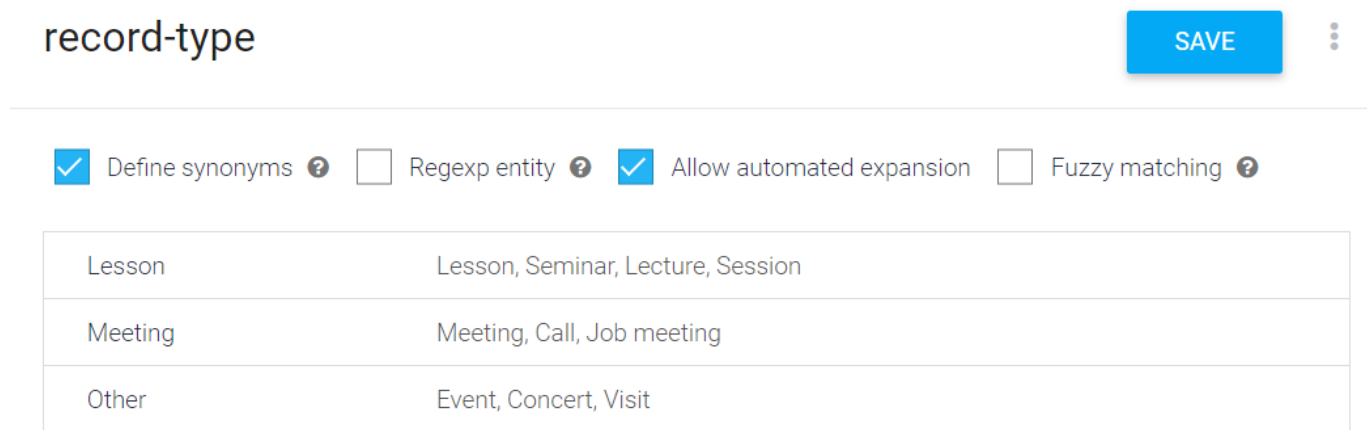 record-type SAVE
Define synonyms Regexp entity Allow automated expansion Fuzzy matching
Lesson Lesson, Seminar, Lecture, Session
Meeting Meeting, Call, Job meeting
Other Event, Concert, Visit